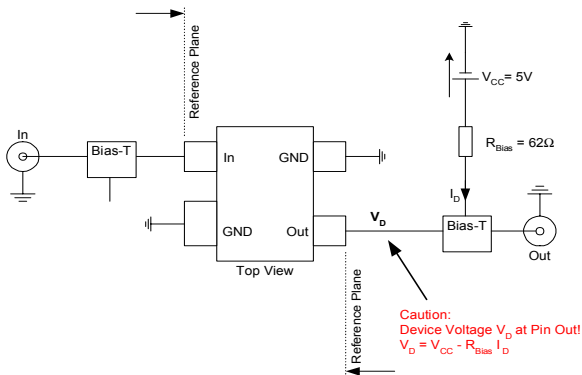 Reference Plane
V_CC = 5V
R_Bias = 62Ω
In
Bias-T
In
GND
I_D
GND
Out
V_D
Bias-T
Top View
Out
Reference Plane
Caution:
Device Voltage V_D at Pin Out!
V_D = V_CC - R_Bias I_D